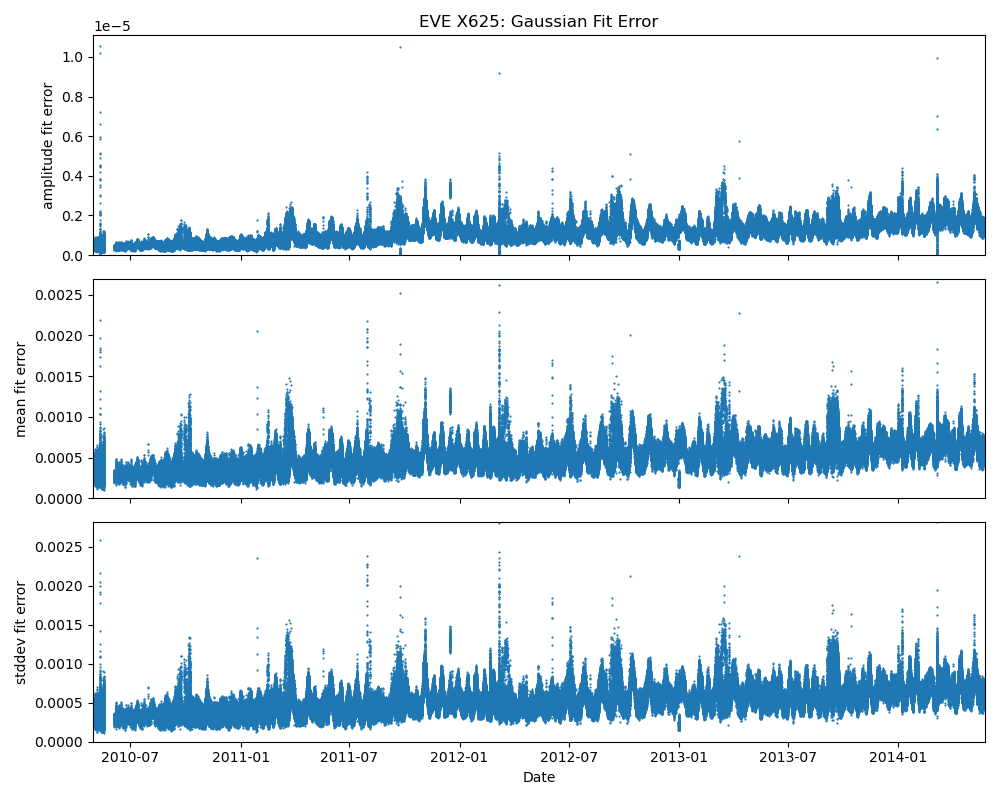 EVE X625: Gaussian Fit Error
1e−5
1.0
0.8
0.6
0.4
0.2
0.0
amplitude fit error
0.0025
0.0020
0.0015
0.0010
0.0005
0.0000
mean fit error
0.0025
0.0020
0.0015
0.0010
0.0005
0.0000
stddev fit error
2010-07 2011-01 2011-07 2012-01 2012-07 2013-01 2013-07 2014-01
Date